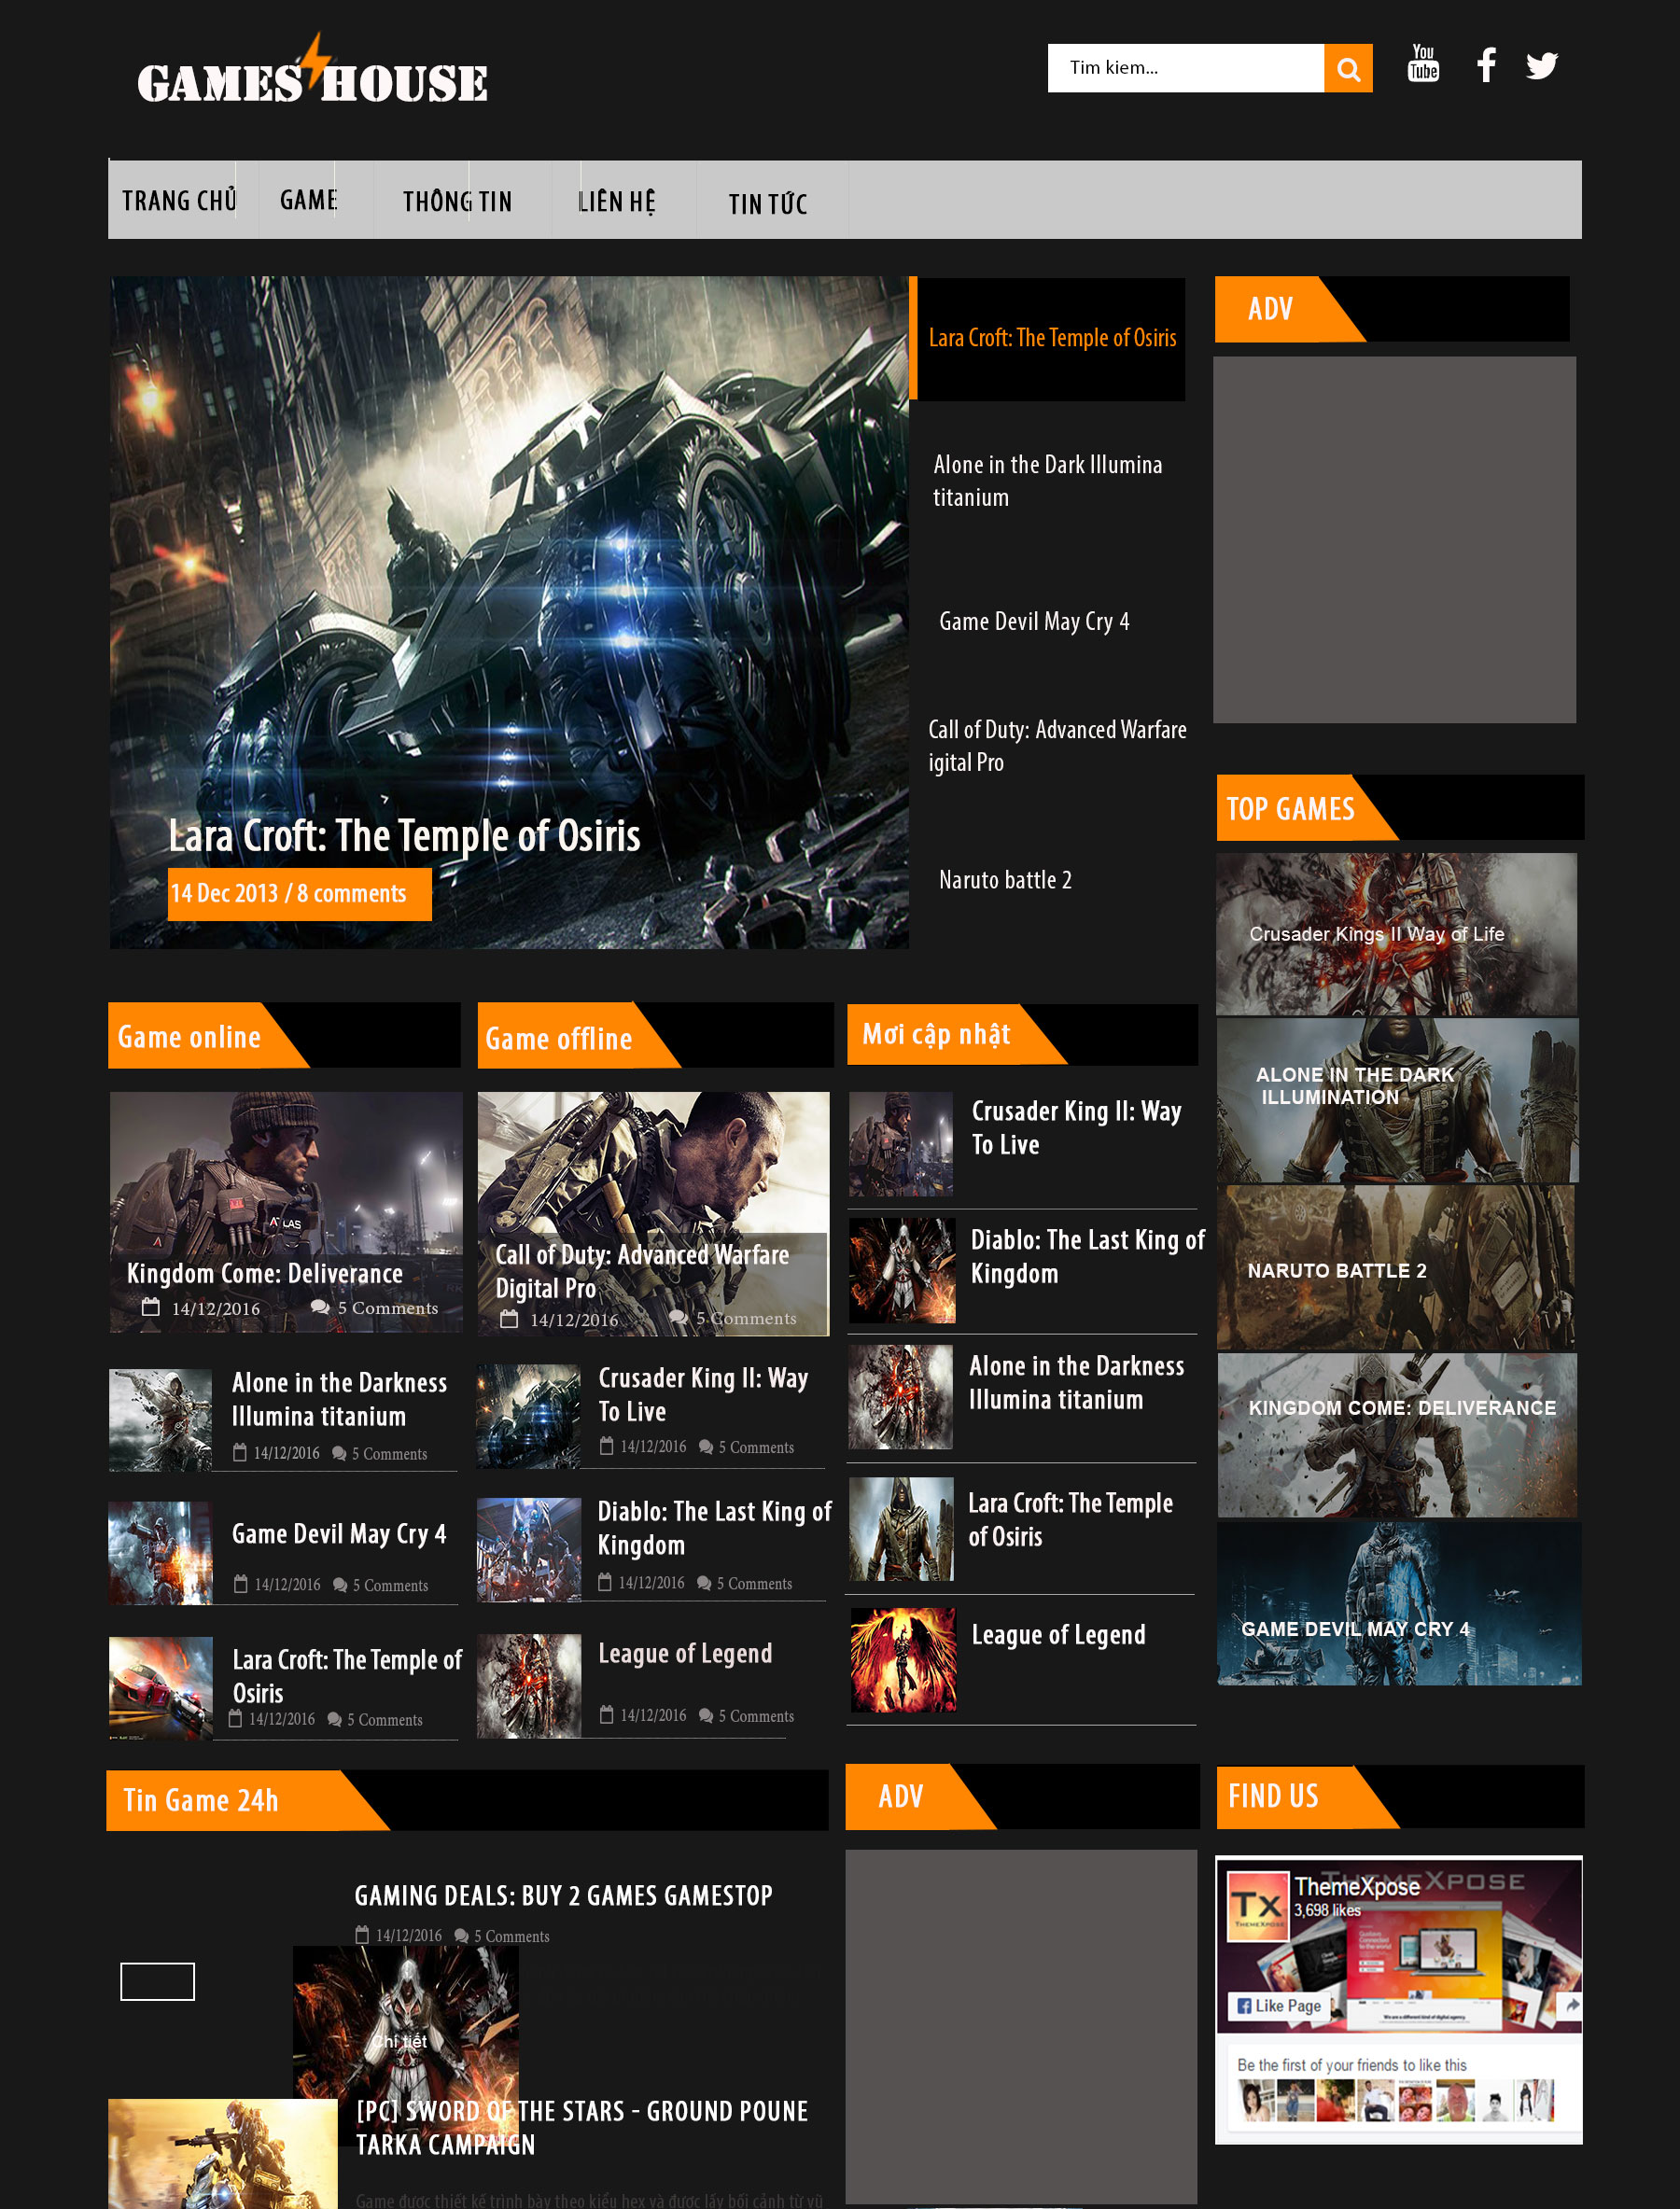 GAMES HOUSE
Tim kiem...
You
Tube
TRANG CHỦ
GAME
THÔNG TIN
LIÊN HỆ
TIN TỨC
Lara Croft: The Temple of Osiris
14 Dec 2013 / 8 comments
Lara Croft: The Temple of Osiris
Alone in the Dark Illumina
titanium
Game Devil May Cry 4
Call of Duty: Advanced Warfare
igital Pro
Naruto battle 2
ADV
TOP GAMES
Crusader Kings II Way of Life
ALONE IN THE DARK
ILLUMINATION
NARUTO BATTLE 2
KINGDOM COME: DELIVERANCE
GAME DEVIL MAY CRY 4
Game online
ATLAS
Kingdom Come: Deliverance
14/12/2016 5 Comments
Alone in the Darkness
Illumina titanium
14/12/2016 5 Comments
Game Devil May Cry 4
14/12/2016 5 Comments
Lara Croft: The Temple of
Osiris
14/12/2016 5 Comments
Game offline
Call of Duty: Advanced Warfare
Digital Pro
14/12/2016 5 Comments
Crusader King II: Way
To Live
14/12/2016 5 Comments
Diablo: The Last King of
Kingdom
14/12/2016 5 Comments
League of Legend
14/12/2016 5 Comments
Mơi cập nhật
Crusader King II: Way
To Live
Diablo: The Last King of
Kingdom
Alone in the Darkness
Illumina titanium
Lara Croft: The Temple
of Osiris
League of Legend
Tin Game 24h
GAMING DEALS: BUY 2 GAMES GAMESTOP
14/12/2016 5 Comments
Chi tiết
[PC] SWORD OF THE STARS - GROUND POUNE
TARKA CAMPAIGN
Game được thiết kế trình bày theo kiểu hex và được lấy bối cảnh từ vũ
ADV
FIND US
THEMEXPOSE
Tx
THEMEXPOSE
ThemeXpose
3,698 likes
We are a different kind of digital agency.
Like Page
Be the first of your friends to like this